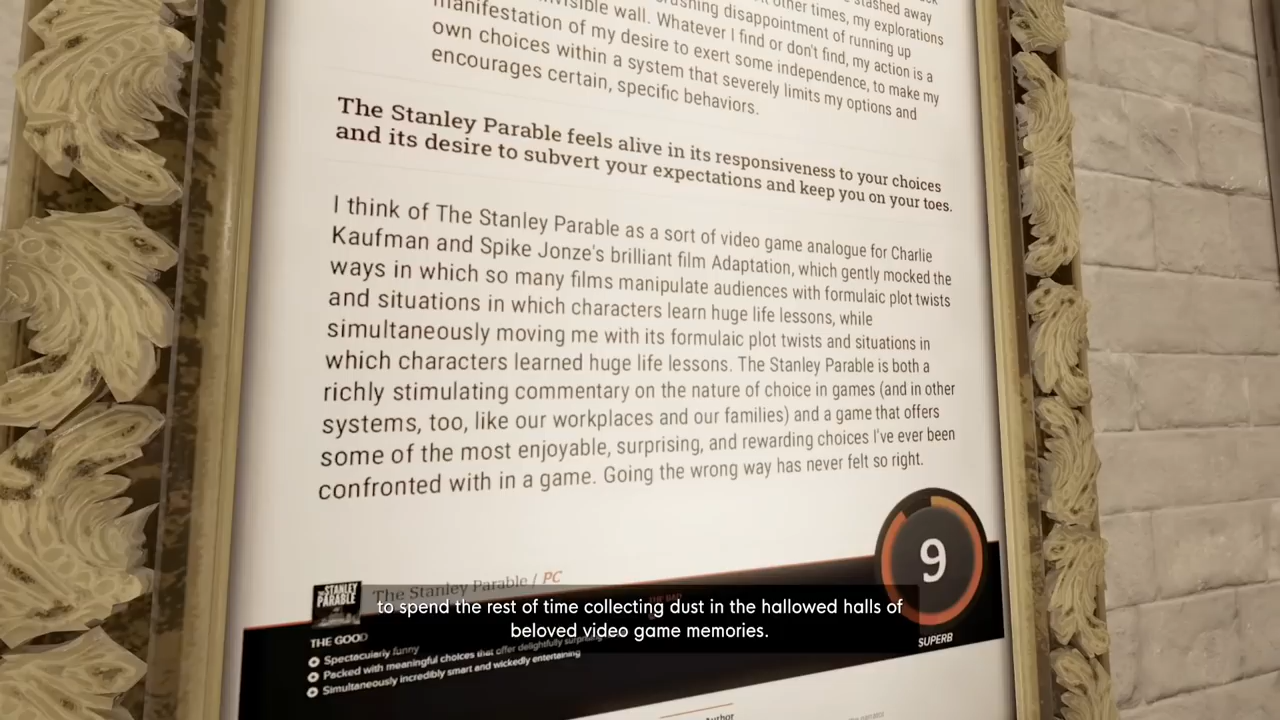 stashed away
other times, my explorations
crushing disappointment of running up
invisible wall. Whatever I find or don't find, my action is a
manifestation of my desire to exert some independence, to make my
own choices within a system that severely limits my options and
encourages certain, specific behaviors.
The Stanley Parable feels alive in its responsiveness to your choices
and its desire to subvert your expectations and keep you on your toes.
I think of The Stanley Parable as a sort of video game analogue for Charlie
Kaufman and Spike Jonze's brilliant film Adaptation, which gently mocked the
ways in which so many films manipulate audiences with formulaic plot twists
and situations in which characters learn huge life lessons, while
simultaneously moving me with its formulaic plot twists and situations in
which characters learned huge life lessons. The Stanley Parable is both a
richly stimulating commentary on the nature of choice in games (and in other
systems, too, like our workplaces and our families) and a game that offers
some of the most enjoyable, surprising, and rewarding choices I've ever been
confronted with in a game. Going the wrong way has never felt so right.
9
SUPERB
STANLEY
PARABLE
The Stanley Parable / PC
THE GOOD
THE BAD
Spectacularly funny
Packed with meaningful choices that offer delightfully
Simultaneously incredibly smart and wickedly entertaining
to spend the rest of time collecting dust in the hallowed halls of
beloved video game memories.
Author